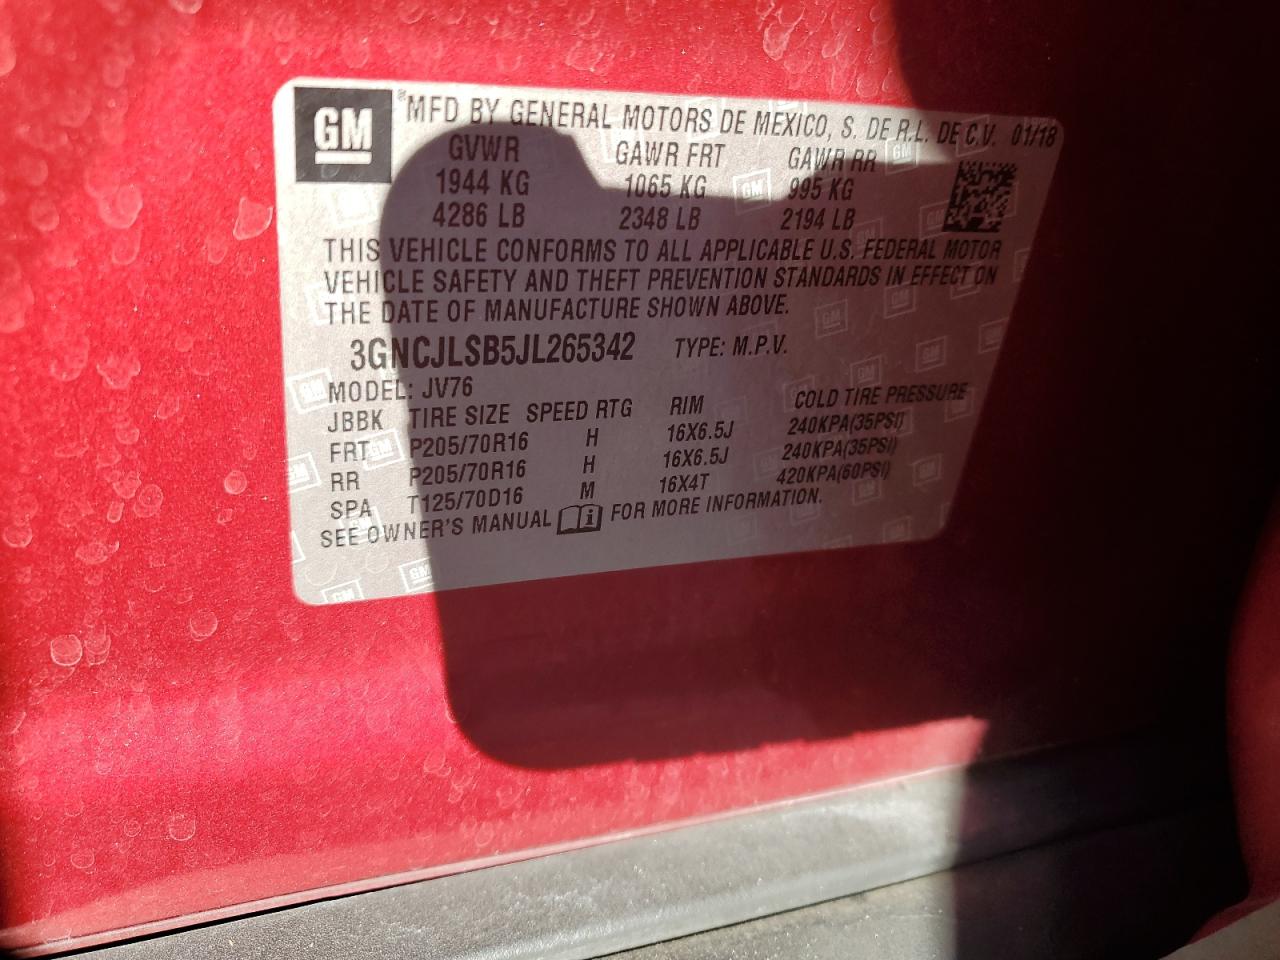 GM
®MFD BY GENERAL MOTORS DE MEXICO, S. DE R.L. DE C.V. 01/18
GVWR GAWR FRT GAWR RR
1944 KG 1065 KG 995 KG
4286 LB 2348 LB 2194 LB
THIS VEHICLE CONFORMS TO ALL APPLICABLE U.S. FEDERAL MOTOR
VEHICLE SAFETY AND THEFT PREVENTION STANDARDS IN EFFECT ON
THE DATE OF MANUFACTURE SHOWN ABOVE.
3GNCJLSB5JL265342 TYPE: M.P.V.
MODEL: JV76
JBBK TIRE SIZE SPEED RTG RIM COLD TIRE PRESSURE
FRT P205/70R16 H 16X6.5J 240KPA(35PSI)
RR P205/70R16 H 16X6.5J 240KPA(35PSI)
SPA T125/70D16 M 16X4T 420KPA(60PSI)
SEE OWNER'S MANUAL FOR MORE INFORMATION.